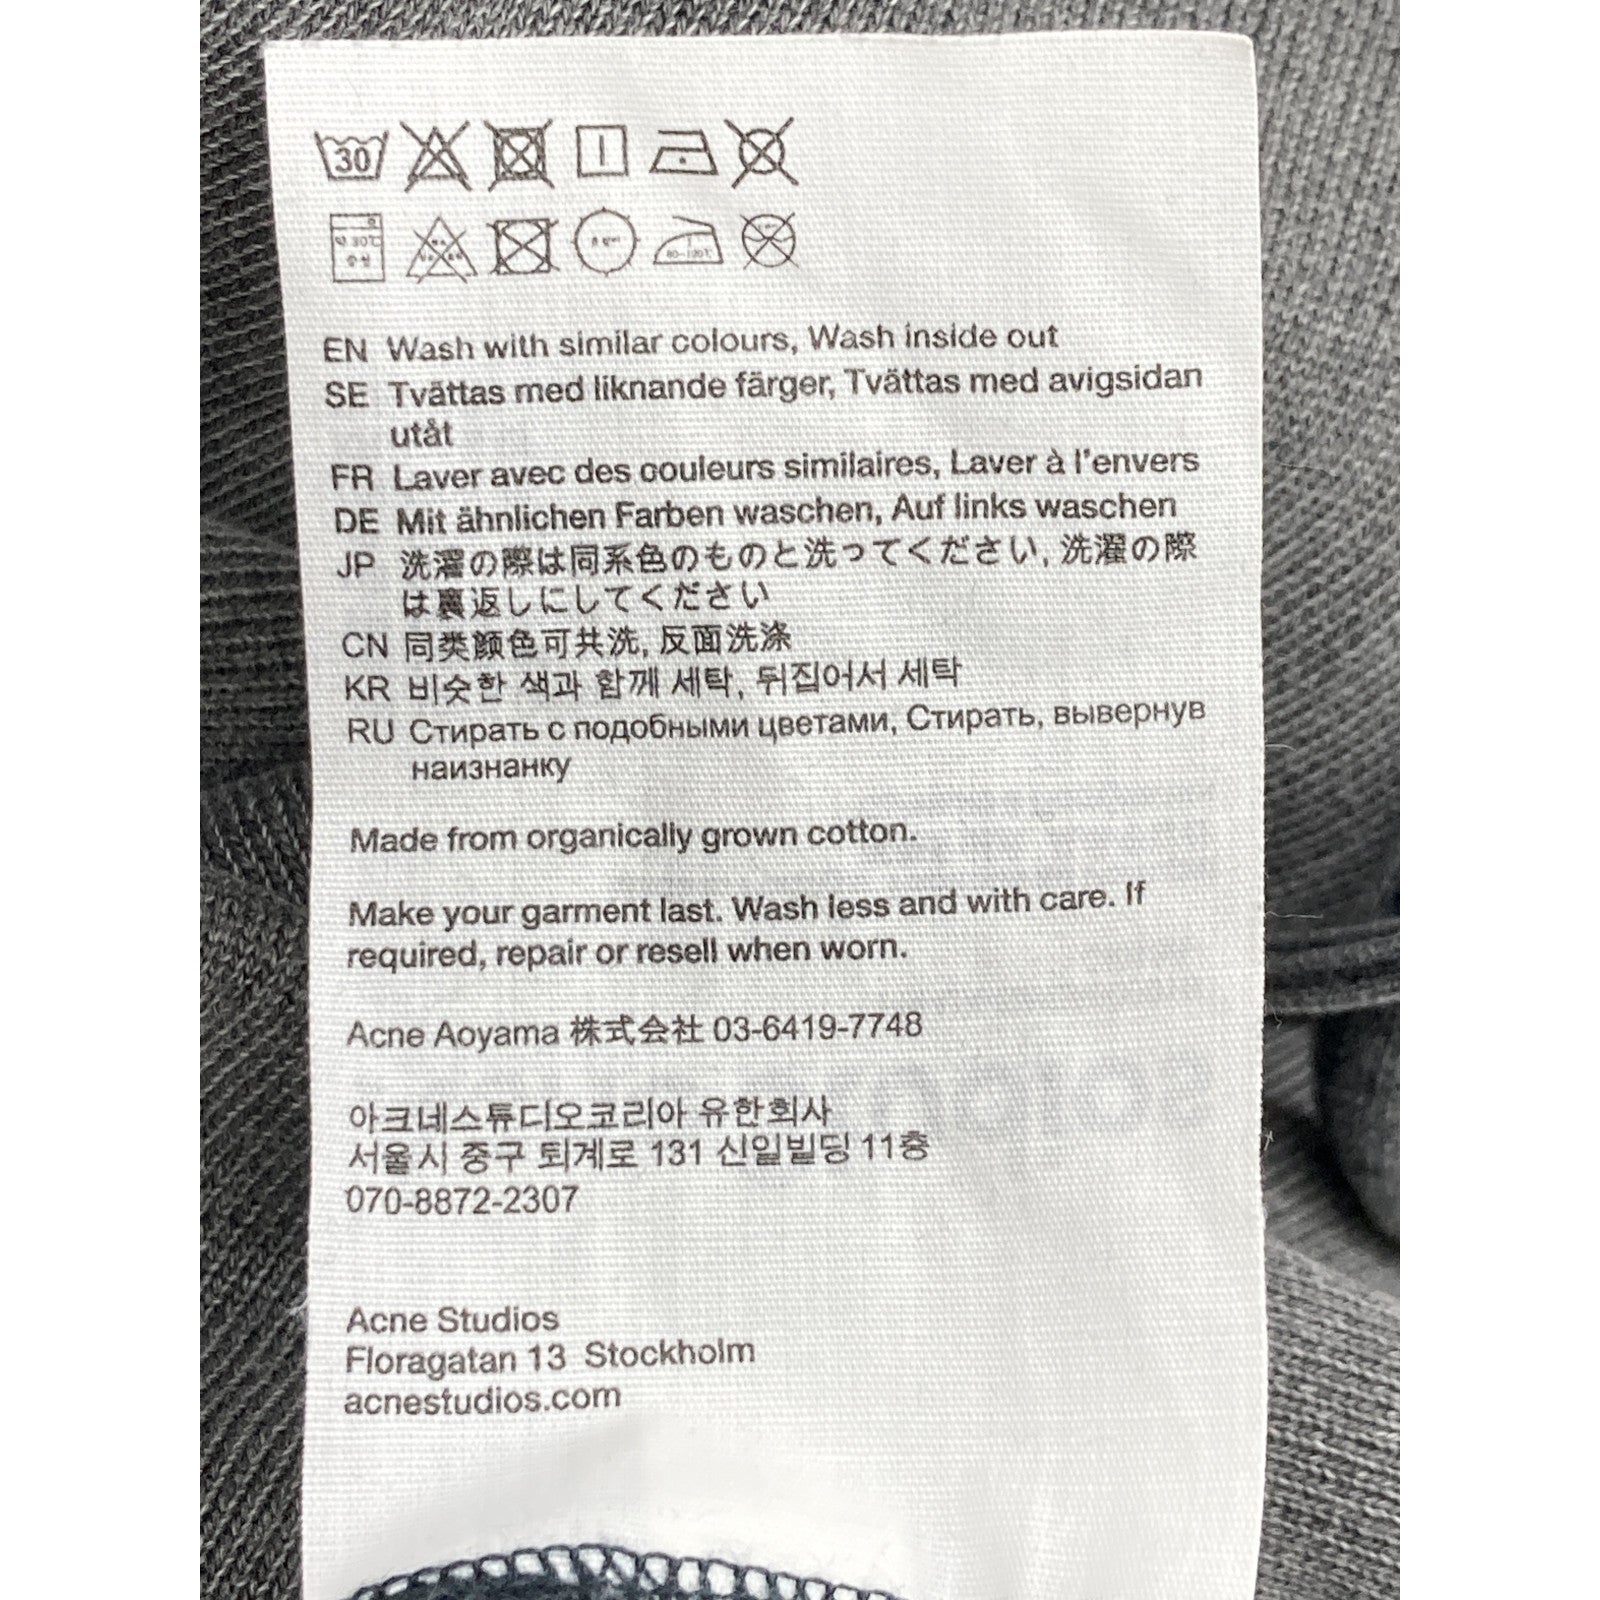 30
30℃
80-120℃
EN Wash with similar colours, Wash inside out
SE Tvättas med liknande färger, Tvättas med avigsidan
utåt
FR Laver avec des couleurs similaires, Laver à l'envers
DE Mit ähnlichen Farben waschen, Auf links waschen
JP 洗濯の際は同系色のものと洗ってください, 洗濯の際
は裏返しにしてください
CN 同类颜色可共洗, 反面洗涤
KR 비슷한 색과 함께 세탁, 뒤집어서 세탁
RU Стирать с подобными цветами, Стирать, вывернув
наизнанку
Made from organically grown cotton.
Make your garment last. Wash less and with care. If
required, repair or resell when worn.
Acne Aoyama 株式会社 03-6419-7748
아크네스튜디오코리아 유한회사
서울시 중구 퇴계로 131 신일빌딩 11층
070-8872-2307
Acne Studios
Floragatan 13 Stockholm
acnestudios.com